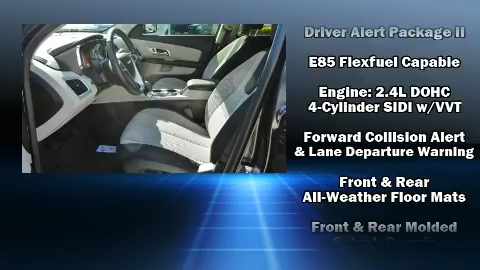 Driver Alert Package II
E85 Flexfuel Capable
Engine: 2.4L DOHC
4-Cylinder SIDI w/VVT
Forward Collision Alert
& Lane Departure Warning
Front & Rear
All-Weather Floor Mats
Front & Rear Molded